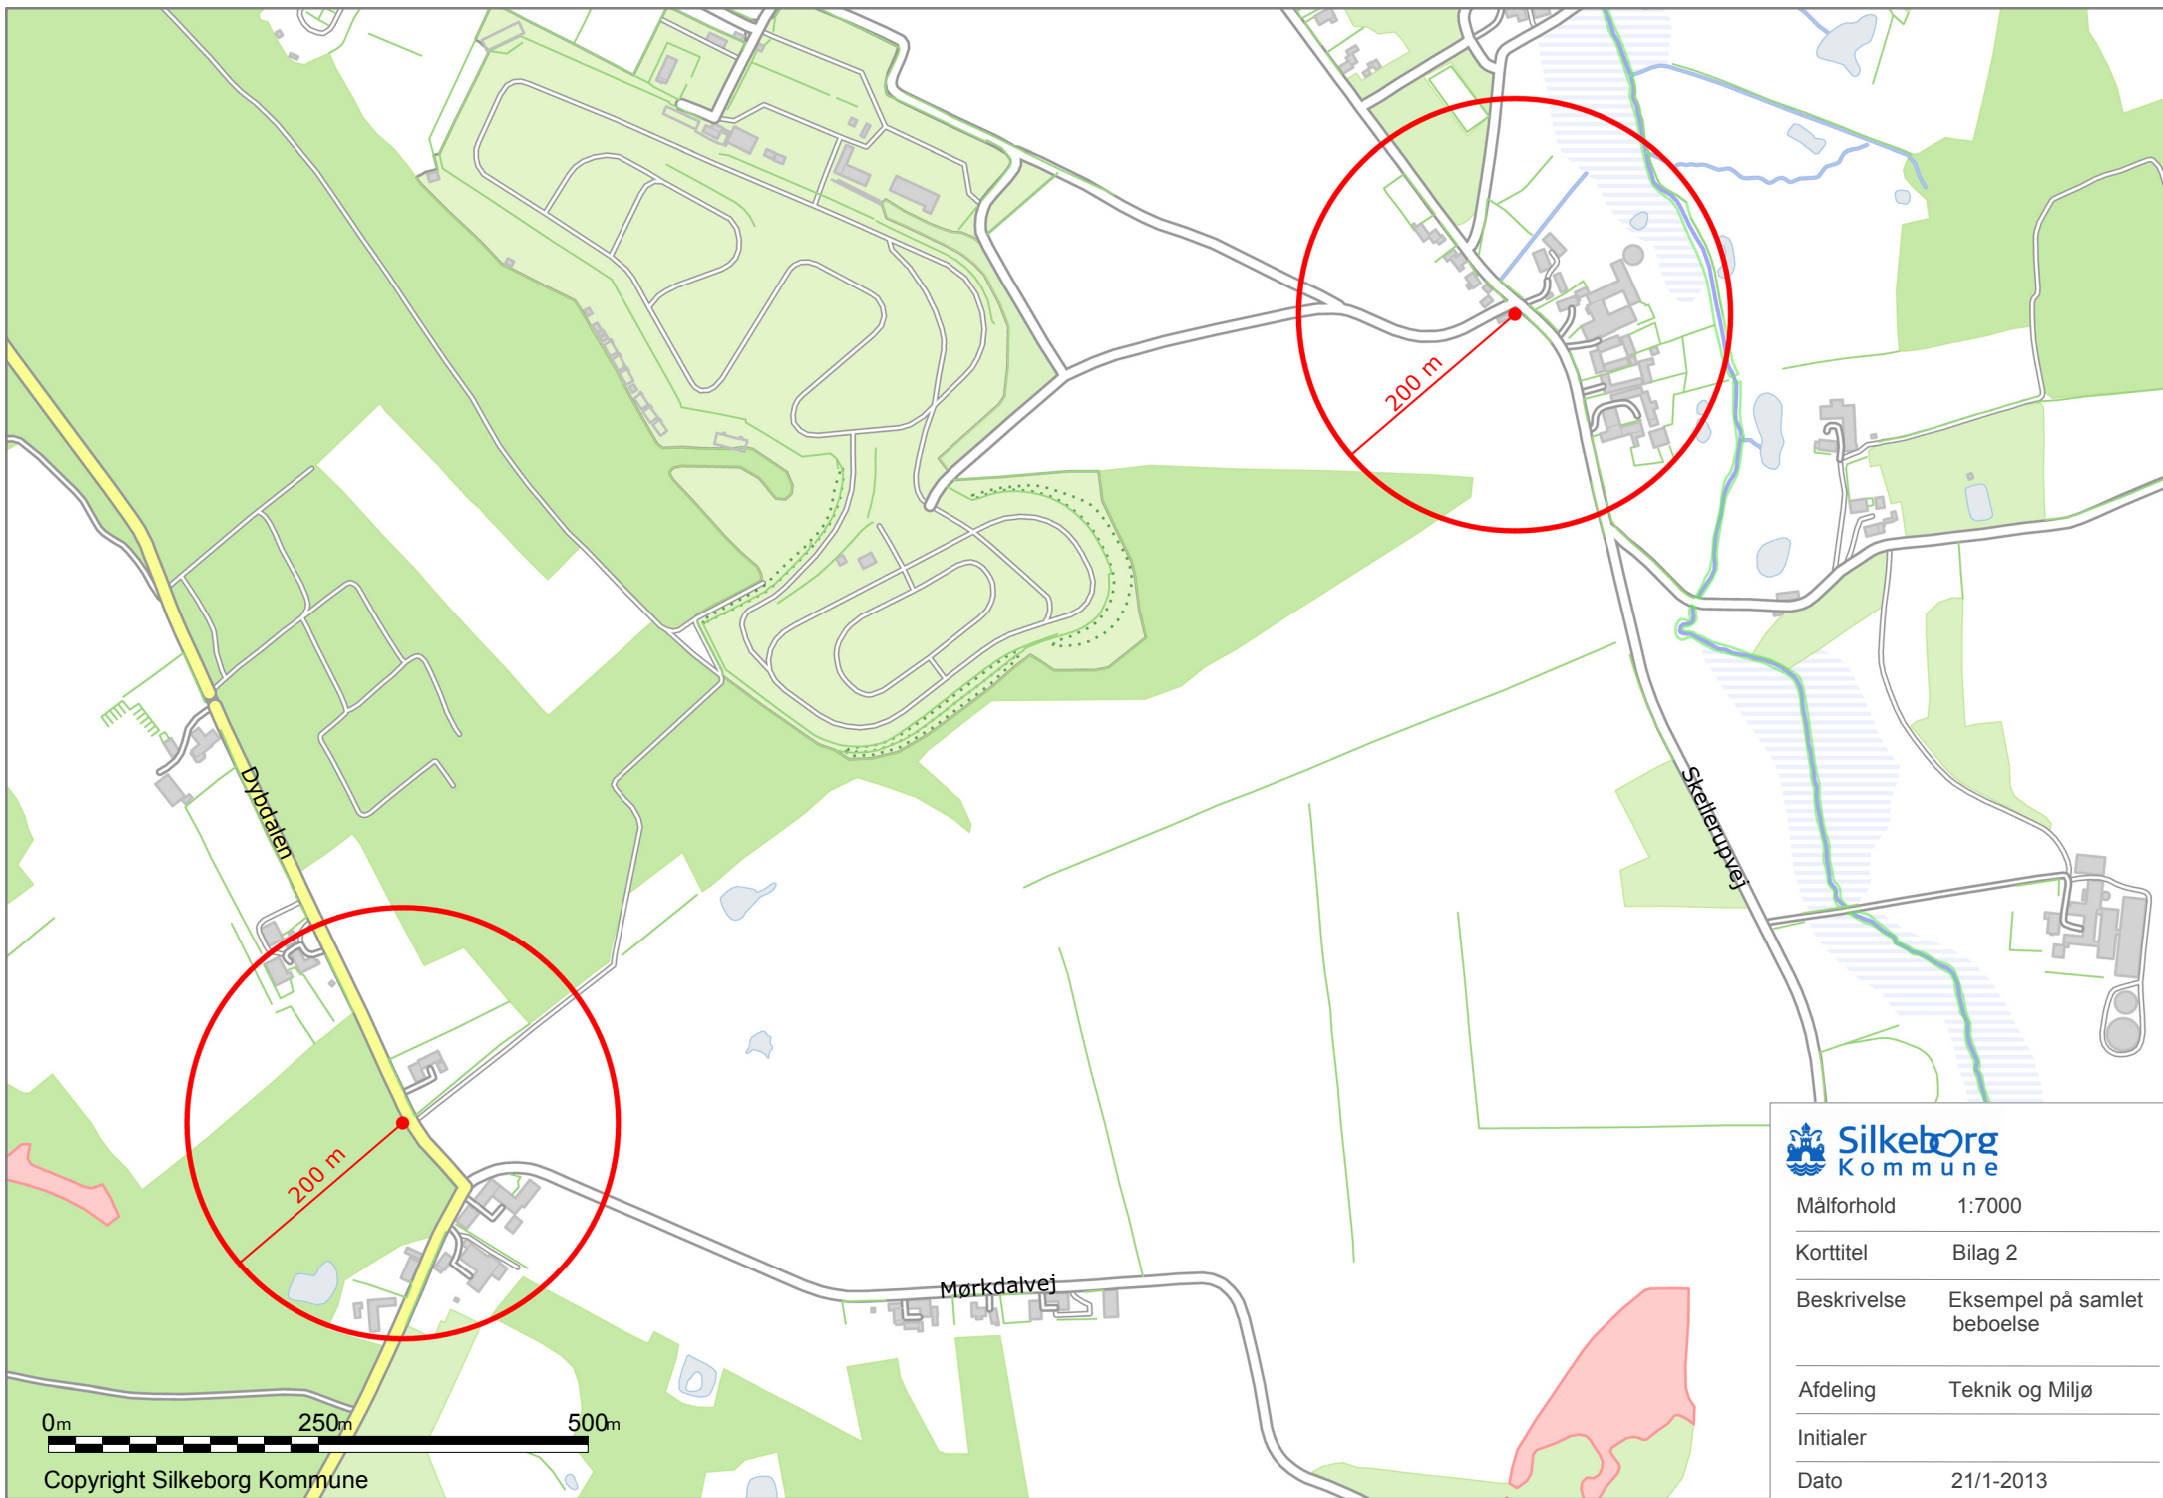 200 m
Dybdalen
Skellerupvej
200 m
Mørkdalvej
0m 250m 500m
Copyright Silkeborg Kommune
Silkeborg
Kommune
Målforhold 1:7000
Korttitel Bilag 2
Beskrivelse Eksempel på samlet
beboelse
Afdeling Teknik og Miljø
Initialer
Dato 21/1-2013